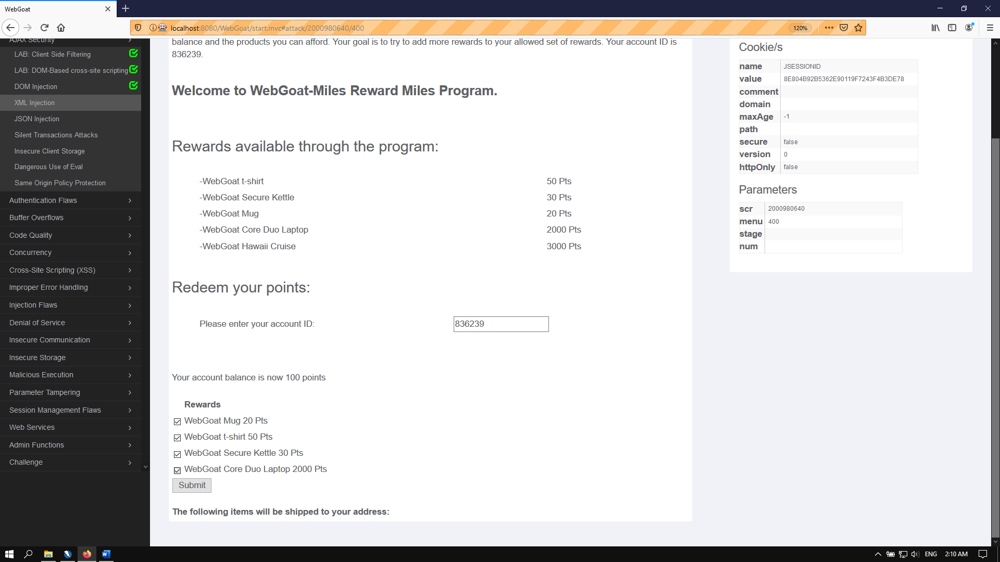 WebGoat
localhost:8080/WebGoat/start.mvc#attack/2000980640/400
120%
AJAX Security
LAB: Client Side Filtering
LAB: DOM-Based cross-site scripting
DOM Injection
XML Injection
JSON Injection
Silent Transactions Attacks
Insecure Client Storage
Dangerous Use of Eval
Same Origin Policy Protection
Authentication Flaws
Buffer Overflows
Code Quality
Concurrency
Cross-Site Scripting (XSS)
Improper Error Handling
Injection Flaws
Denial of Service
Insecure Communication
Insecure Storage
Malicious Execution
Parameter Tampering
Session Management Flaws
Web Services
Admin Functions
Challenge
balance and the products you can afford. Your goal is to try to add more rewards to your allowed set of rewards. Your account ID is
836239.
Welcome to WebGoat-Miles Reward Miles Program.
Rewards available through the program:
-WebGoat t-shirt 50 Pts
-WebGoat Secure Kettle 30 Pts
-WebGoat Mug 20 Pts
-WebGoat Core Duo Laptop 2000 Pts
-WebGoat Hawaii Cruise 3000 Pts
Redeem your points:
Please enter your account ID: 836239
Your account balance is now 100 points
Rewards
WebGoat Mug 20 Pts
WebGoat t-shirt 50 Pts
WebGoat Secure Kettle 30 Pts
WebGoat Core Duo Laptop 2000 Pts
Submit
The following items will be shipped to your address:
Cookie/s
name JSESSIONID
value 8E804B92B5362E90119F7243F4B3DE78
comment
domain
maxAge -1
path
secure false
version 0
httpOnly false
Parameters
scr 2000980640
menu 400
stage
num
ENG
2:10 AM